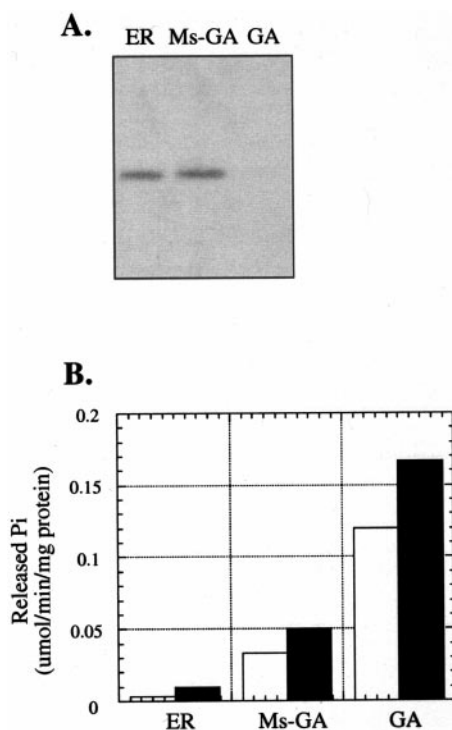 A.
ER Ms-GA GA
B.
Released Pi
(umol/min/mg protein)
0.2
0.15
0.1
0.05
0
ER Ms-GA GA